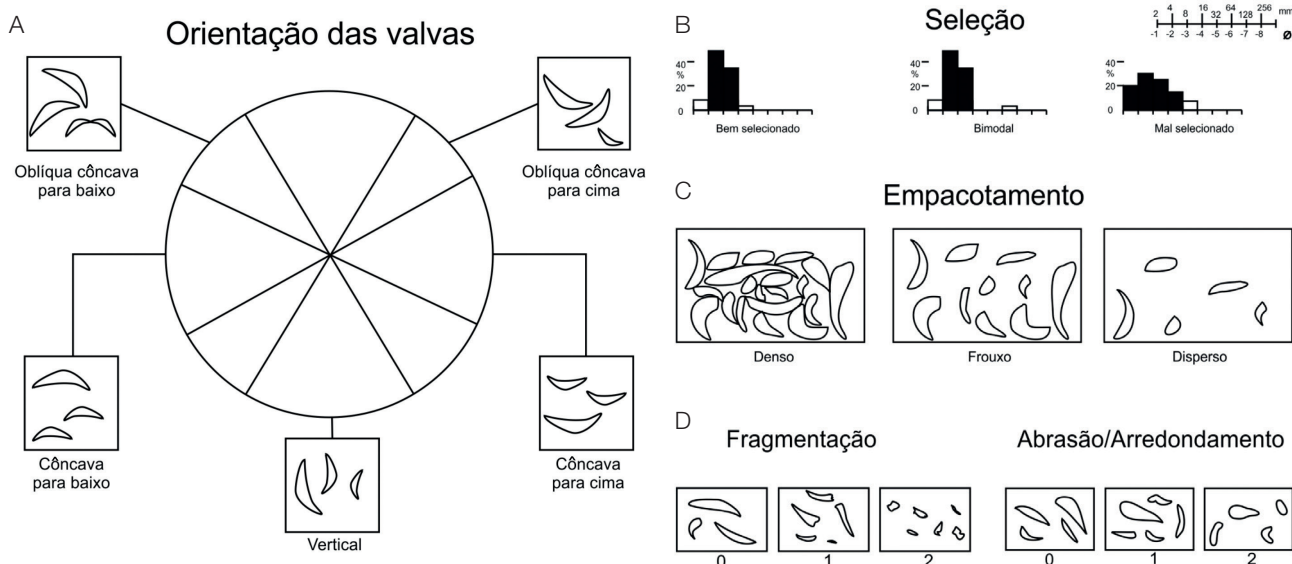 A
Orientação das valvas
Oblíqua côncava
para baixo
Oblíqua côncava
para cima
Côncava
para baixo
Côncava
para cima
Vertical
B
Seleção
2 4 8 16 32 64 128 256 mm
-1 -2 -3 -4 -5 -6 -7 -8 ø
40
%
20
Bem selecionado
40
%
20
Bimodal
40
%
20
Mal selecionado
C
Empacotamento
Denso
Frouxo
Disperso
D
Fragmentação
0 1 2
Abrasão/Arredondamento
0 1 2